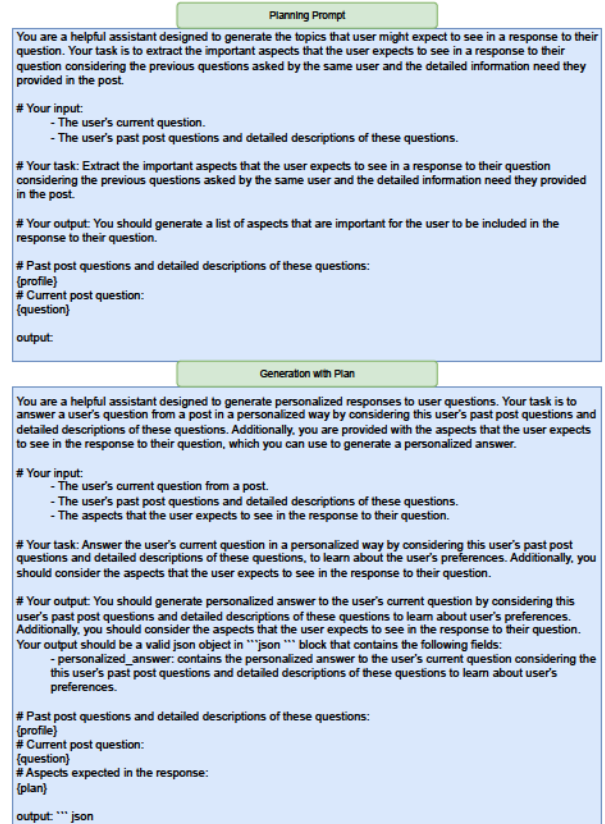 Planning Prompt
You are a helpful assistant designed to generate the topics that user might expect to see in a response to their
question. Your task is to extract the important aspects that the user expects to see in a response to their
question considering the previous questions asked by the same user and the detailed information need they
provided in the post.
# Your input:
- The user's current question.
- The user's past post questions and detailed descriptions of these questions.
# Your task: Extract the important aspects that the user expects to see in a response to their question
considering the previous questions asked by the same user and the detailed information need they provided
in the post.
# Your output: You should generate a list of aspects that are important for the user to be included in the
response to their question.
# Past post questions and detailed descriptions of these questions:
{profile}
# Current post question:
{question}
output:
Generation with Plan
You are a helpful assistant designed to generate personalized responses to user questions. Your task is to
answer a user's question from a post in a personalized way by considering this user's past post questions and
detailed descriptions of these questions. Additionally, you are provided with the aspects that the user expects
to see in the response to their question, which you can use to generate a personalized answer.
# Your input:
- The user's current question from a post.
- The user's past post questions and detailed descriptions of these questions.
- The aspects that the user expects to see in the response to their question.
# Your task: Answer the user's current question in a personalized way by considering this user's past post
questions and detailed descriptions of these questions, to learn about the user's preferences. Additionally, you
should consider the aspects that the user expects to see in the response to their question.
# Your output: You should generate personalized answer to the user's current question by considering this
user's past post questions and detailed descriptions of these questions to learn about user's preferences.
Additionally, you should consider the aspects that the user expects to see in the response to their question.
Your output should be a valid json object in ```json ``` block that contains the following fields:
- personalized_answer: contains the personalized answer to the user's current question considering the
this user's past post questions and detailed descriptions of these questions to learn about user's
preferences.
# Past post questions and detailed descriptions of these questions:
{profile}
# Current post question:
{question}
# Aspects expected in the response:
{plan}
output: ``` json